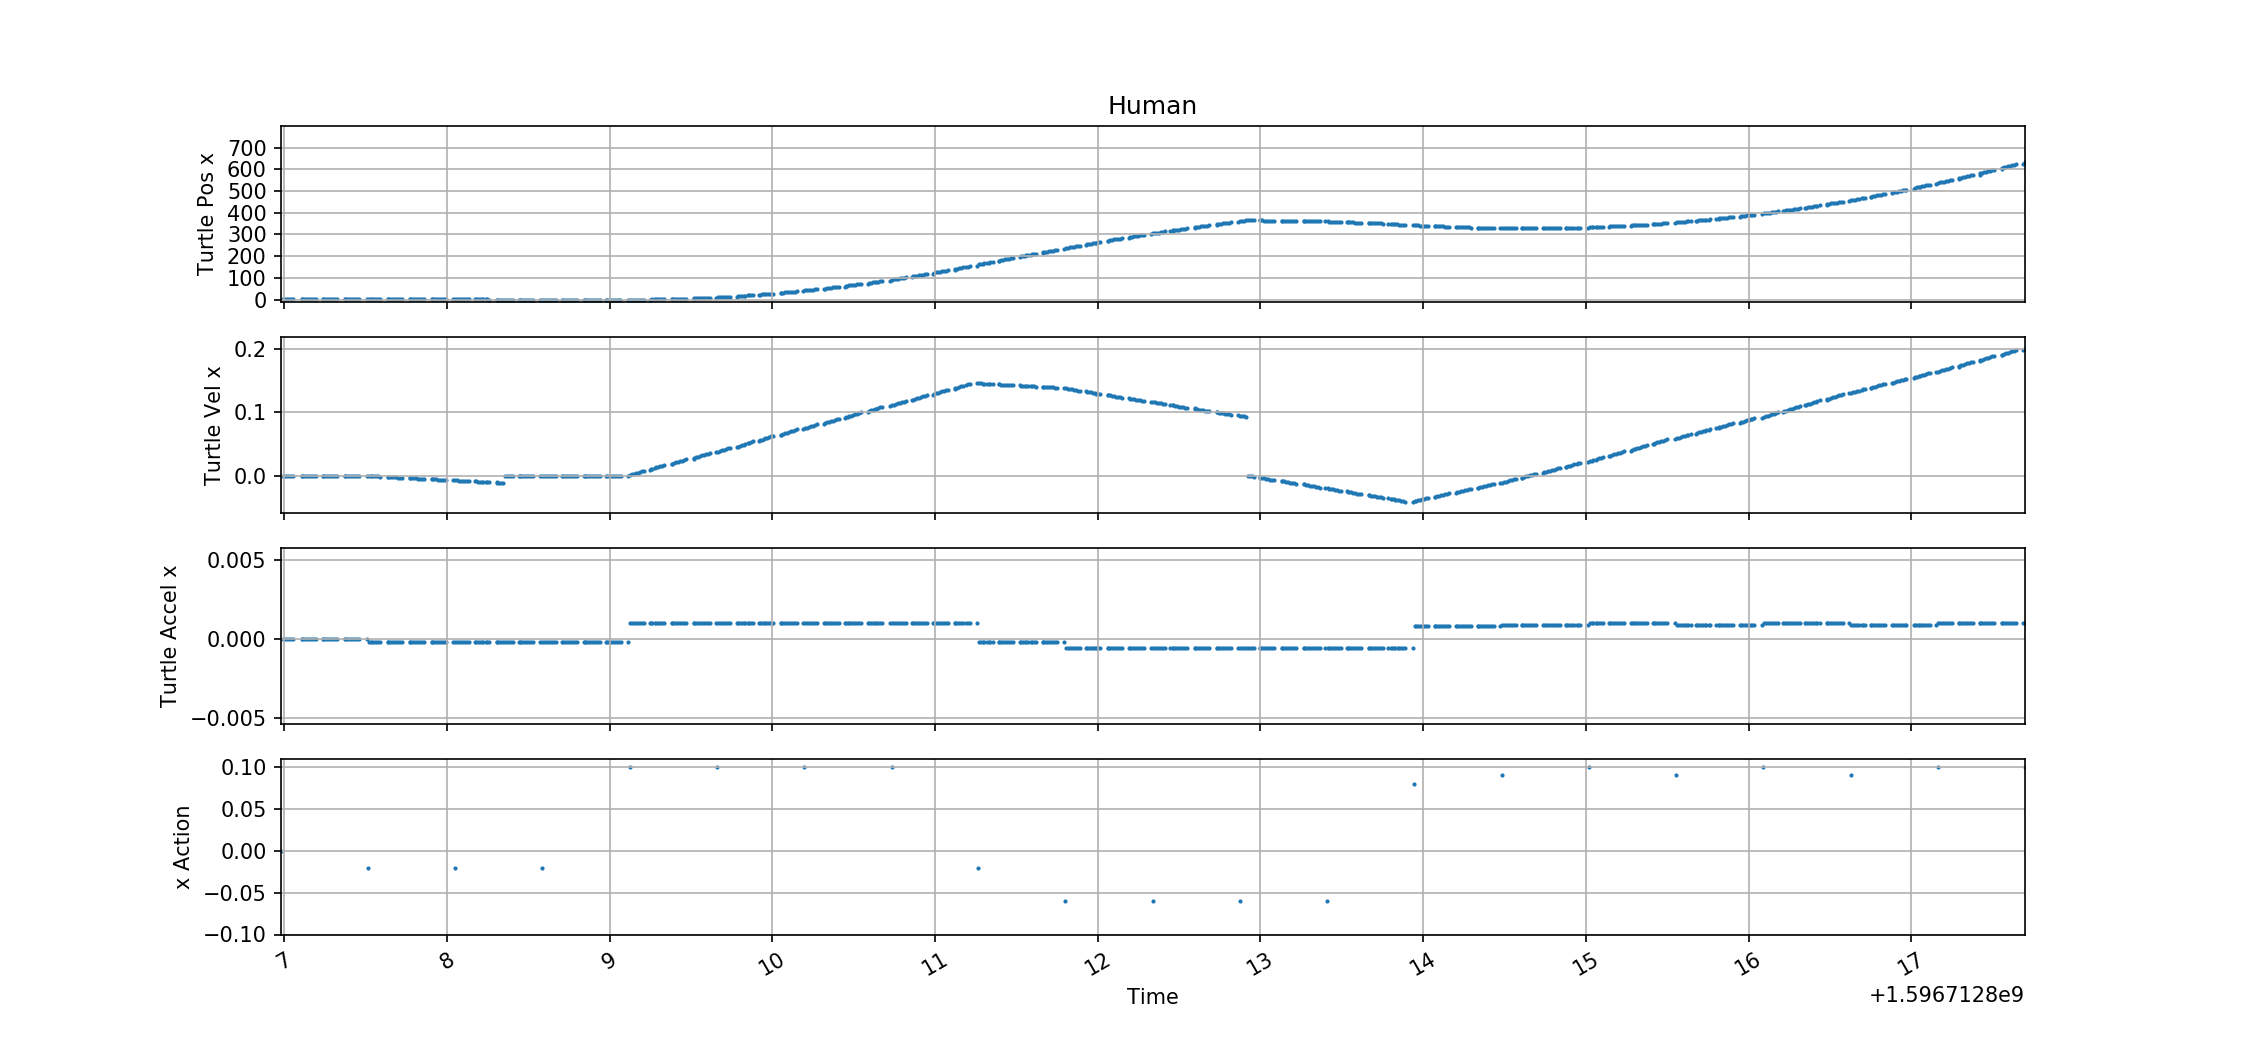 Human
Turtle Pos x
700
600
500
400
300
200
100
0
Turtle Vel x
0.2
0.1
0.0
Turtle Accel x
0.005
0.000
−0.005
x Action
0.10
0.05
0.00
−0.05
−0.10
7 8 9 10 11 12 13 14 15 16 17
Time
+1.5967128e9